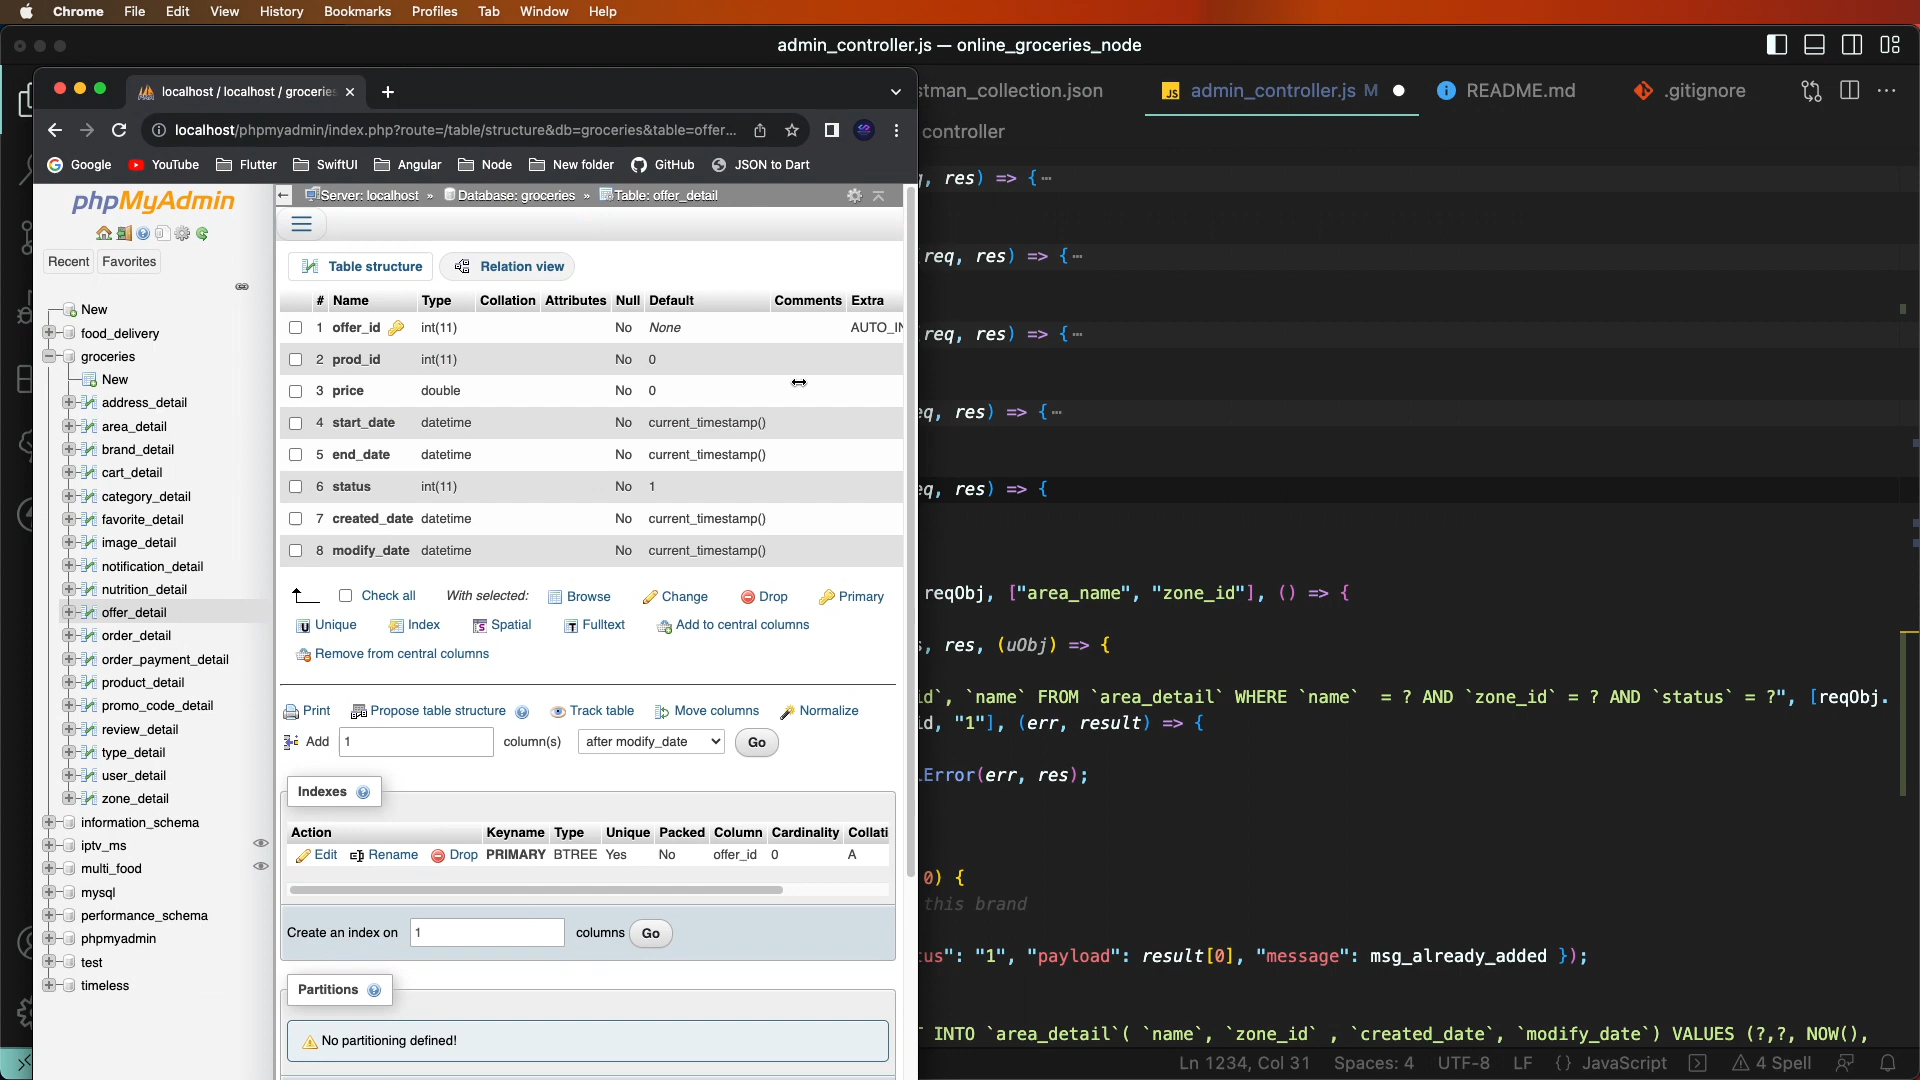 Chrome File Edit View History Bookmarks Profiles Tab Window Help
admin_controller.js — online_groceries_node
localhost / localhost / groceries
stman_collection.json
JS admin_controller.js M
README.md
.gitignore
localhost/phpmyadmin/index.php?route=/table/structure&db=groceries&table=offer...
controller
Google YouTube Flutter SwiftUI Angular Node New folder GitHub JSON to Dart
phpMyAdmin
Recent Favorites
New
food_delivery
groceries
New
address_detail
area_detail
brand_detail
cart_detail
category_detail
favorite_detail
image_detail
notification_detail
nutrition_detail
offer_detail
order_detail
order_payment_detail
product_detail
promo_code_detail
review_detail
type_detail
user_detail
zone_detail
information_schema
iptv_ms
multi_food
mysql
performance_schema
phpmyadmin
test
timeless
Server: localhost » Database: groceries » Table: offer_detail
Table structure Relation view
# Name Type Collation Attributes Null Default Comments Extra
1 offer_id int(11) No None AUTO_IN
2 prod_id int(11) No 0
3 price double No 0
4 start_date datetime No current_timestamp()
5 end_date datetime No current_timestamp()
6 status int(11) No 1
7 created_date datetime No current_timestamp()
8 modify_date datetime No current_timestamp()
Check all With selected: Browse Change Drop Primary
Unique Index Spatial Fulltext Add to central columns
Remove from central columns
Print Propose table structure Track table Move columns Normalize
Add 1 column(s) after modify_date Go
Indexes
Action Keyname Type Unique Packed Column Cardinality Collati
Edit Rename Drop PRIMARY BTREE Yes No offer_id 0 A
Create an index on 1 columns Go
Partitions
No partitioning defined!
, res) => {…
req, res) => {…
req, res) => {…
eq, res) => {…
eq, res) => {
reqObj, ["area_name", "zone_id"], () => {
, res, (uObj) => {
id`, `name` FROM `area_detail` WHERE `name`  = ? AND `zone_id` = ? AND `status` = ?", [reqObj.
id, "1"], (err, result) => {
Error(err, res);
0) {
this brand
us": "1", "payload": result[0], "message": msg_already_added });
INTO `area_detail`( `name`, `zone_id` , `created_date`, `modify_date`) VALUES (?,?, NOW(),
Ln 1234, Col 31 Spaces: 4 UTF-8 LF {} JavaScript 4 Spell